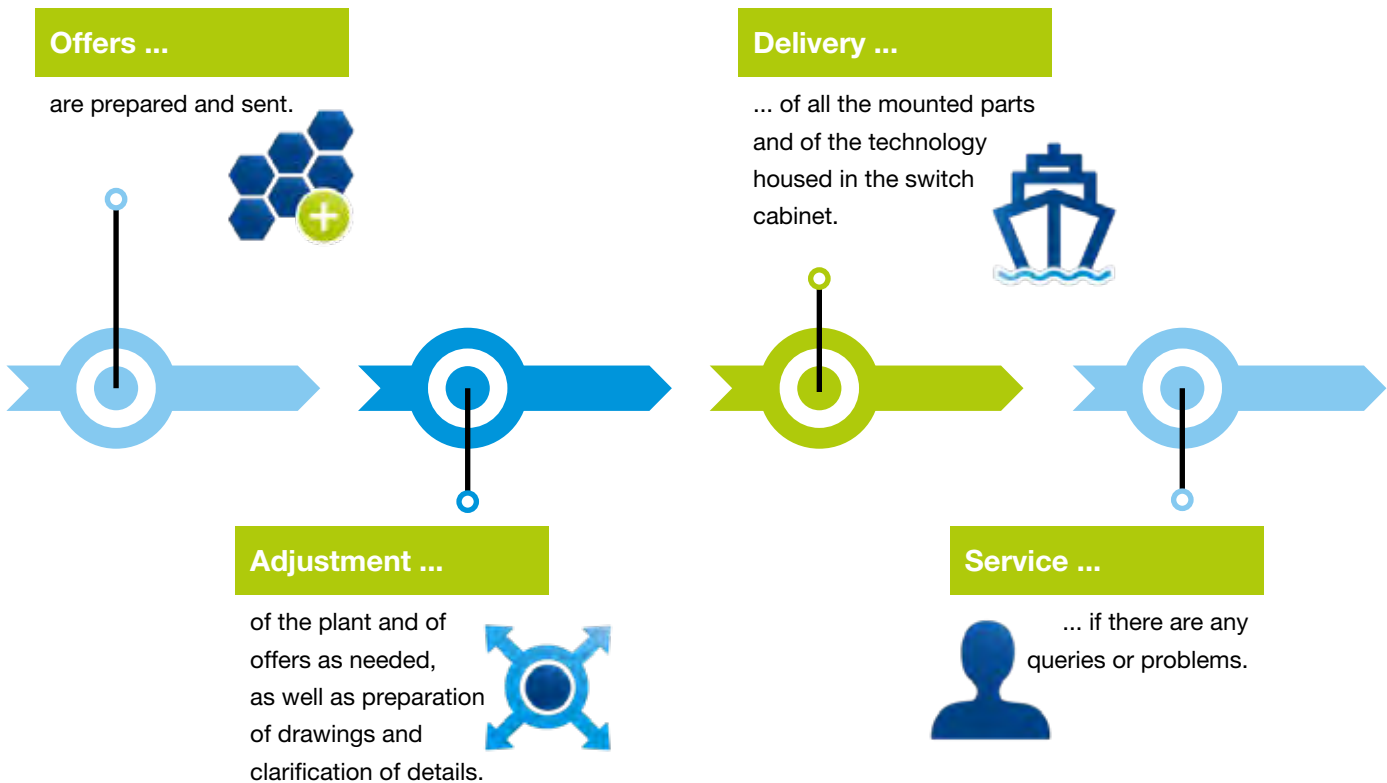 Offers ...
are prepared and sent.
Delivery ...
... of all the mounted parts
and of the technology
housed in the switch
cabinet.
Adjustment ...
of the plant and of
offers as needed,
as well as preparation
of drawings and
clarification of details.
Service ...
... if there are any
queries or problems.